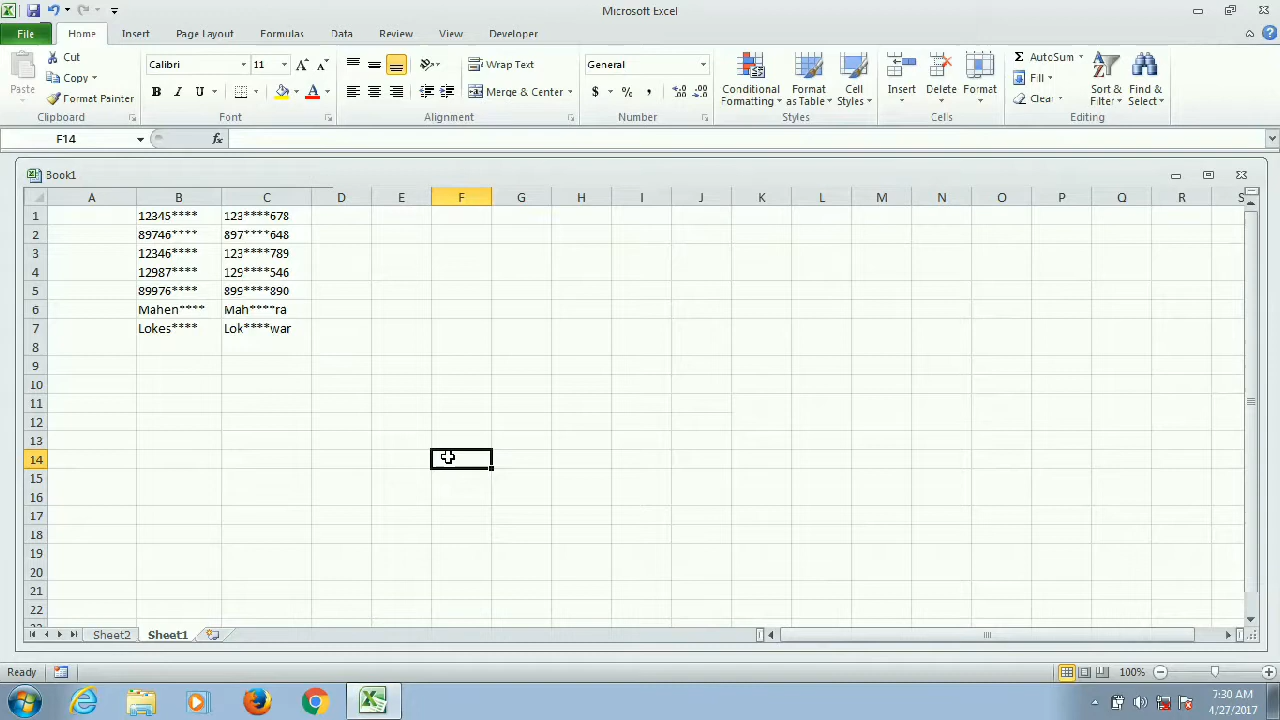 Microsoft Excel
File Home Insert Page Layout Formulas Data Review View Developer
Paste Cut Copy Format Painter
Calibri 11
B I U
Wrap Text
Merge & Center
General
$ % ,
Conditional Formatting
Format as Table
Cell Styles
Insert Delete Format
AutoSum
Fill
Clear
Sort & Filter
Find & Select
Clipboard Font Alignment Number Styles Cells Editing
F14 fx
Book1
A B C D E F G H I J K L M N O P Q R S
1 12345**** 123****678
2 89746**** 897****648
3 12346**** 123****789
4 12987**** 129****546
5 89976**** 899****890
6 Mahen**** Mah****ra
7 Lokes**** Lok****war
8
9
10
11
12
13
14
15
16
17
18
19
20
21
22
23
Sheet2 Sheet1
Ready 100%
7:30 AM
4/27/2017